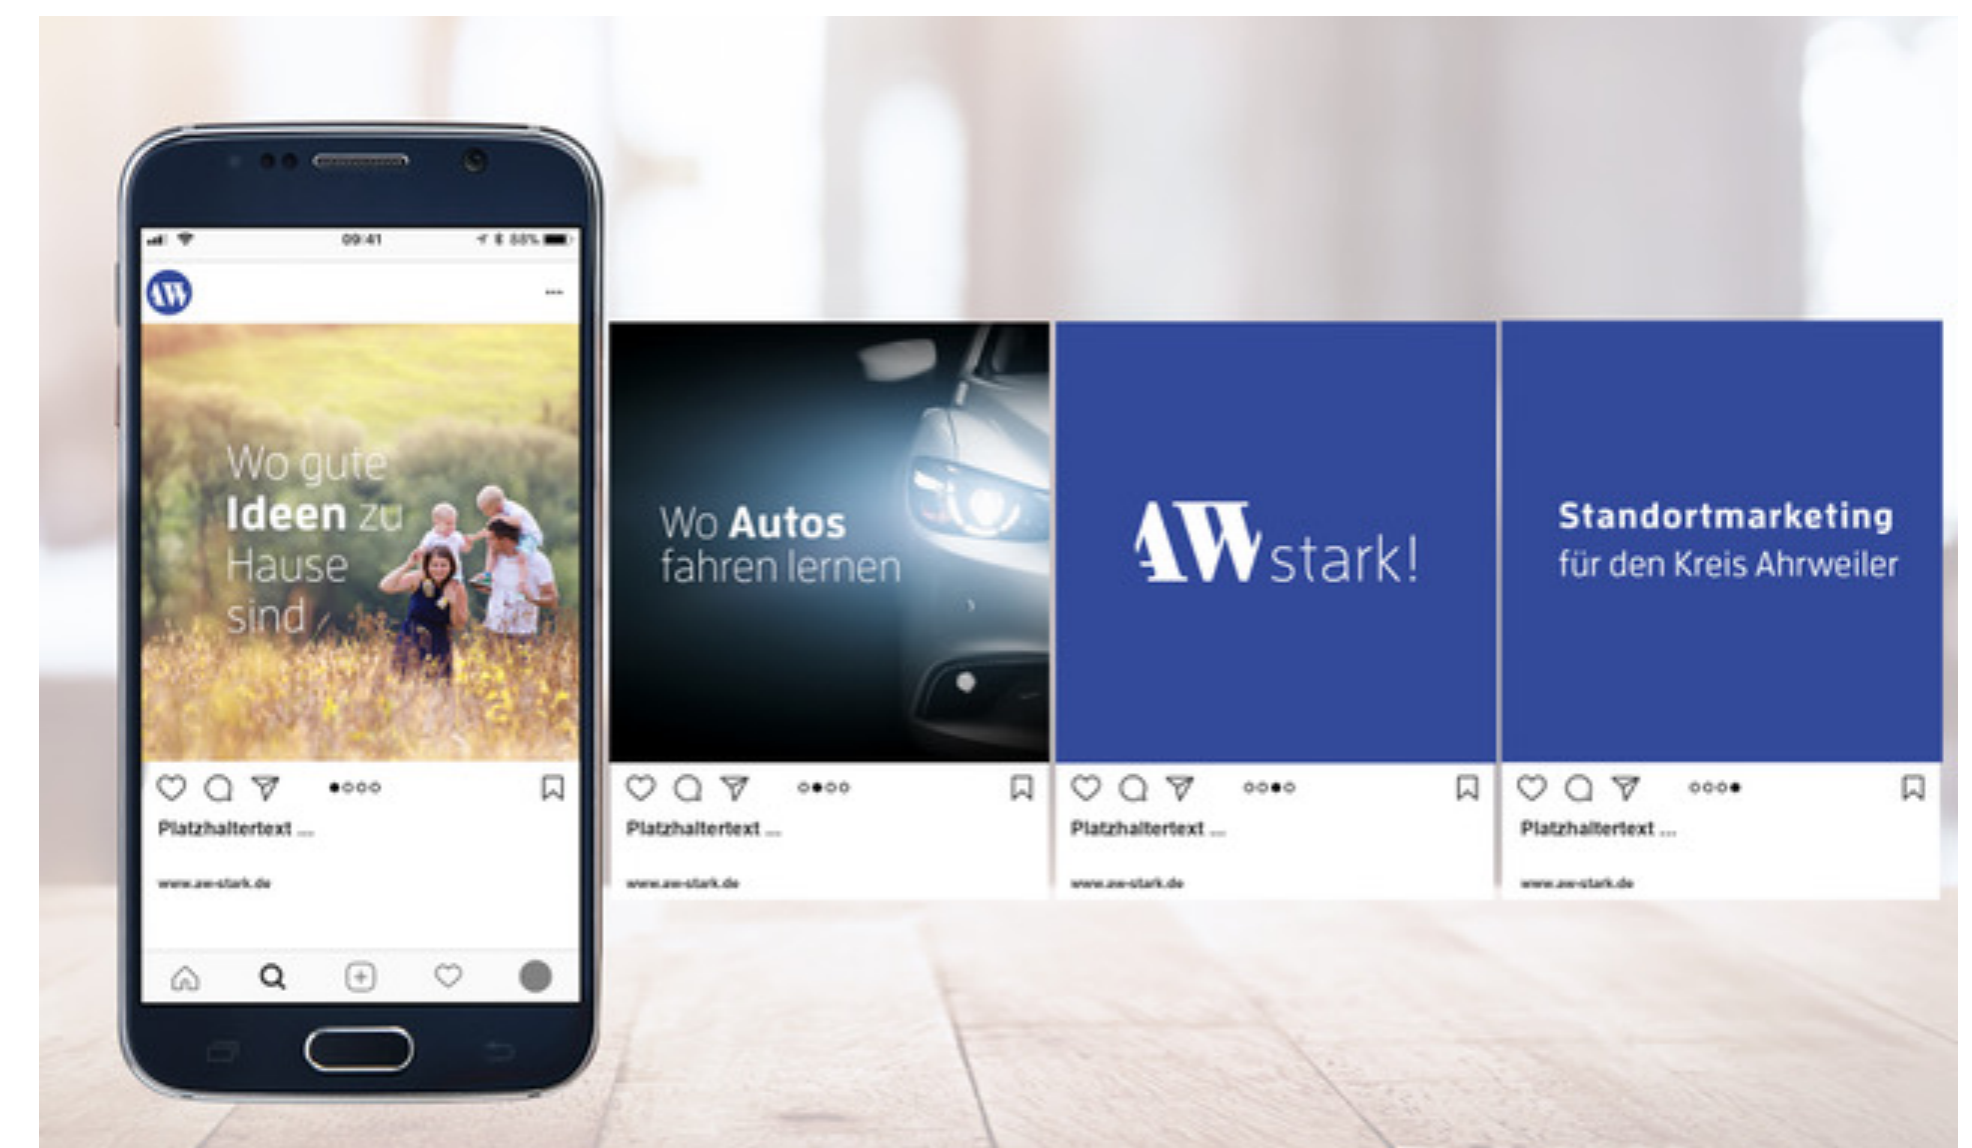 09:41
88%
AW
Wo gute
Ideen zu
Hause
sind
Platzhaltertext ...
www.aw-stark.de
Wo Autos
fahren lernen
Platzhaltertext ...
www.aw-stark.de
AWstark!
Platzhaltertext ...
www.aw-stark.de
Standortmarketing
für den Kreis Ahrweiler
Platzhaltertext ...
www.aw-stark.de